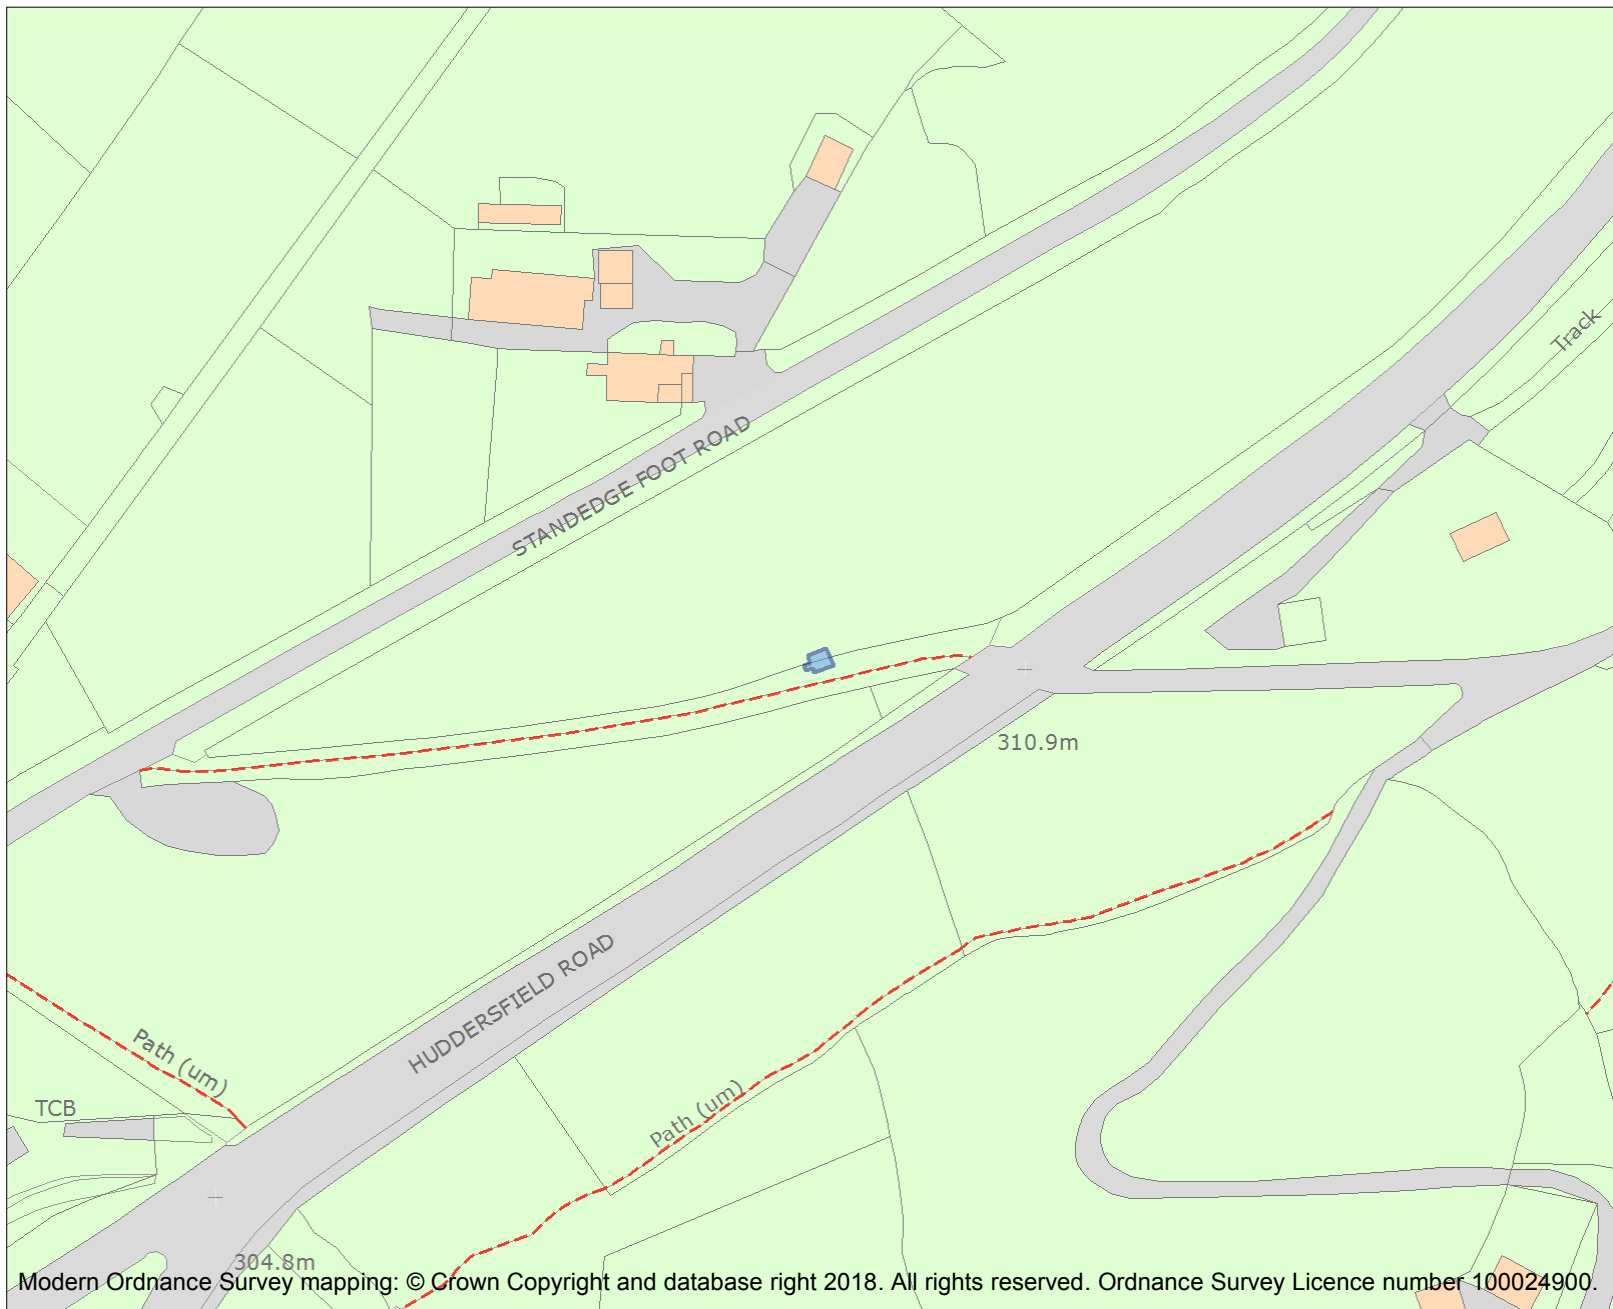 Track
STANDEDGE FOOT ROAD
310.9m
HUDDERSFIELD ROAD
Path (um)
TCB
Path (um)
304.8m
Modern Ordnance Survey mapping: © Crown Copyright and database right 2018. All rights reserved. Ordnance Survey Licence number 100024900.